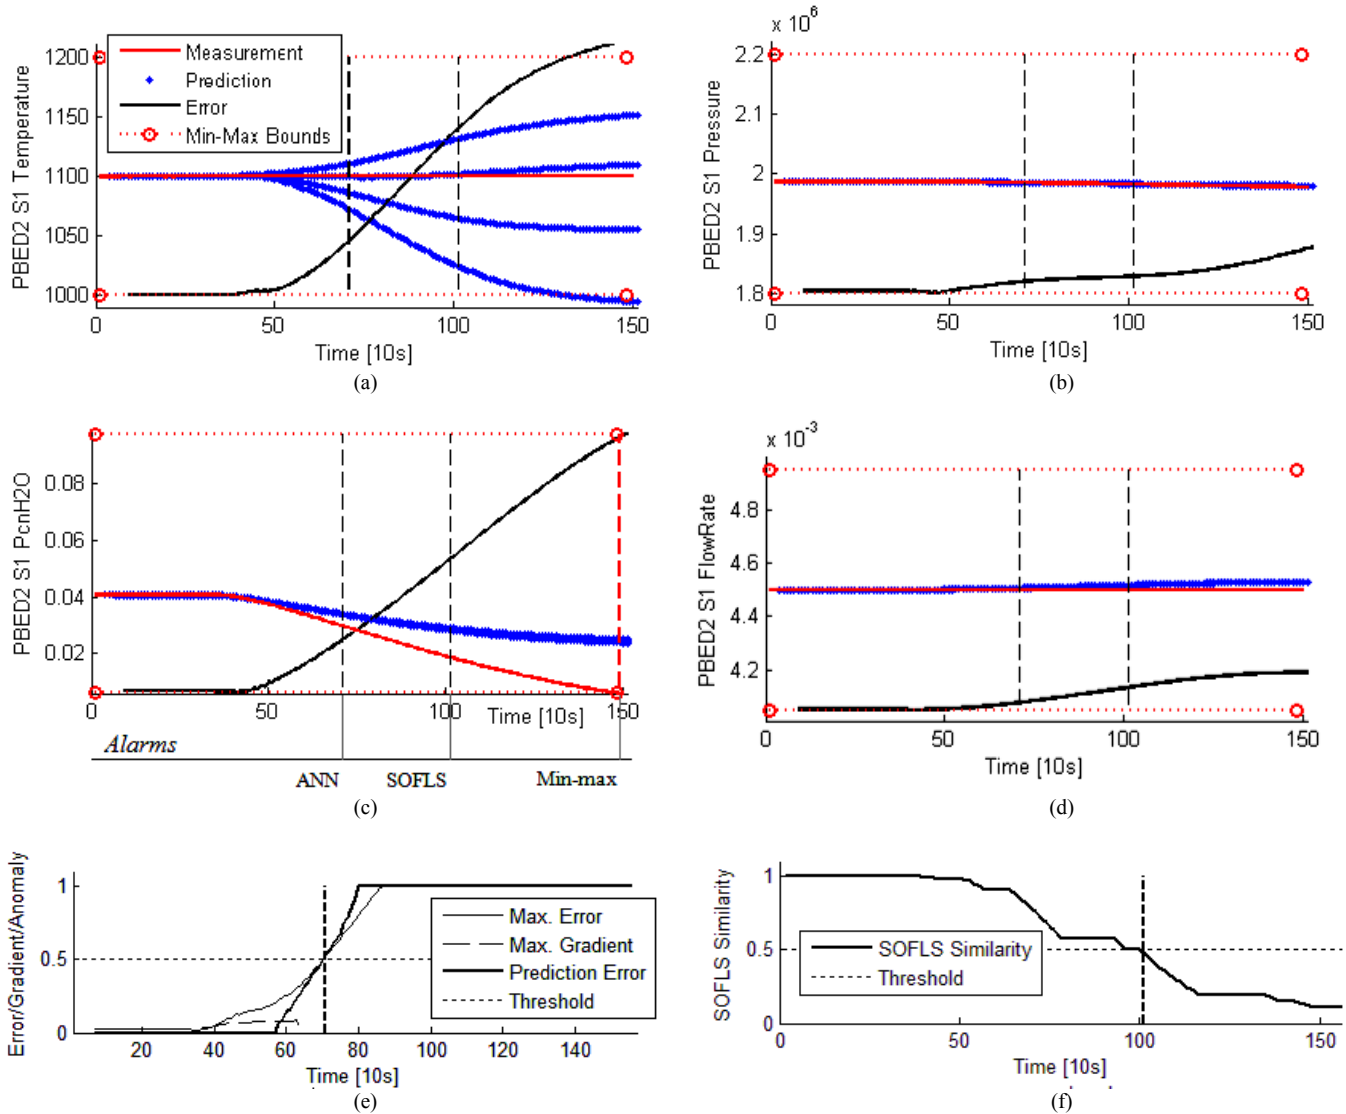 1200
1150
1100
1050
1000
PBED2 S1 Temperature
Measurement
Prediction
Error
Min-Max Bounds
0
50
100
150
Time [10s]
(a)
x 10^6
2.2
2.1
2
1.9
1.8
PBED2 S1 Pressure
0
50
100
150
Time [10s]
(b)
0.08
0.06
0.04
0.02
PBED2 S1 PcnH2O
0
50
100
Time [10s]
150
Alarms
ANN
SOFLS
Min-max
(c)
x 10^-3
4.8
4.6
4.4
4.2
PBED2 S1 FlowRate
0
50
100
150
Time [10s]
(d)
Error/Gradient/Anomaly
1
0.5
0
Max. Error
Max. Gradient
Prediction Error
Threshold
20
40
60
80
100
120
140
Time [10s]
(e)
SOFLS Similarity
1
0.5
0
SOFLS Similarity
Threshold
0
50
100
150
Time [10s]
(f)